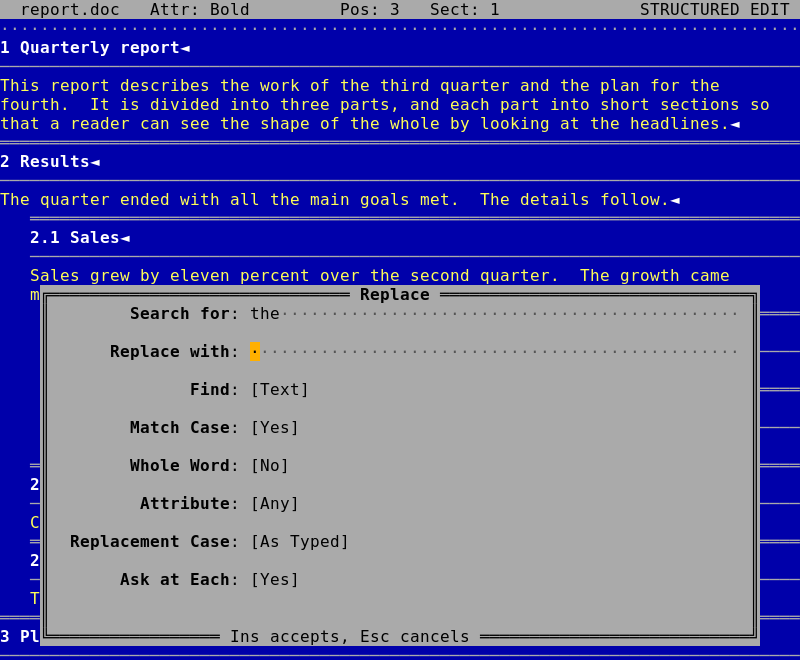 report.doc Attr: Bold Pos: 3 Sect: 1 STRUCTURED EDIT
1 Quarterly report◄
This report describes the work of the third quarter and the plan for the
fourth. It is divided into three parts, and each part into short sections so
that a reader can see the shape of the whole by looking at the headlines.◄
2 Results◄
The quarter ended with all the main goals met. The details follow.◄
2.1 Sales◄
Sales grew by eleven percent over the second quarter. The growth came
m
Replace
Search for: the
Replace with:
Find: [Text]
Match Case: [Yes]
Whole Word: [No]
2
Attribute: [Any]
C
Replacement Case: [As Typed]
2
Ask at Each: [Yes]
T
3 Pl
Ins accepts, Esc cancels